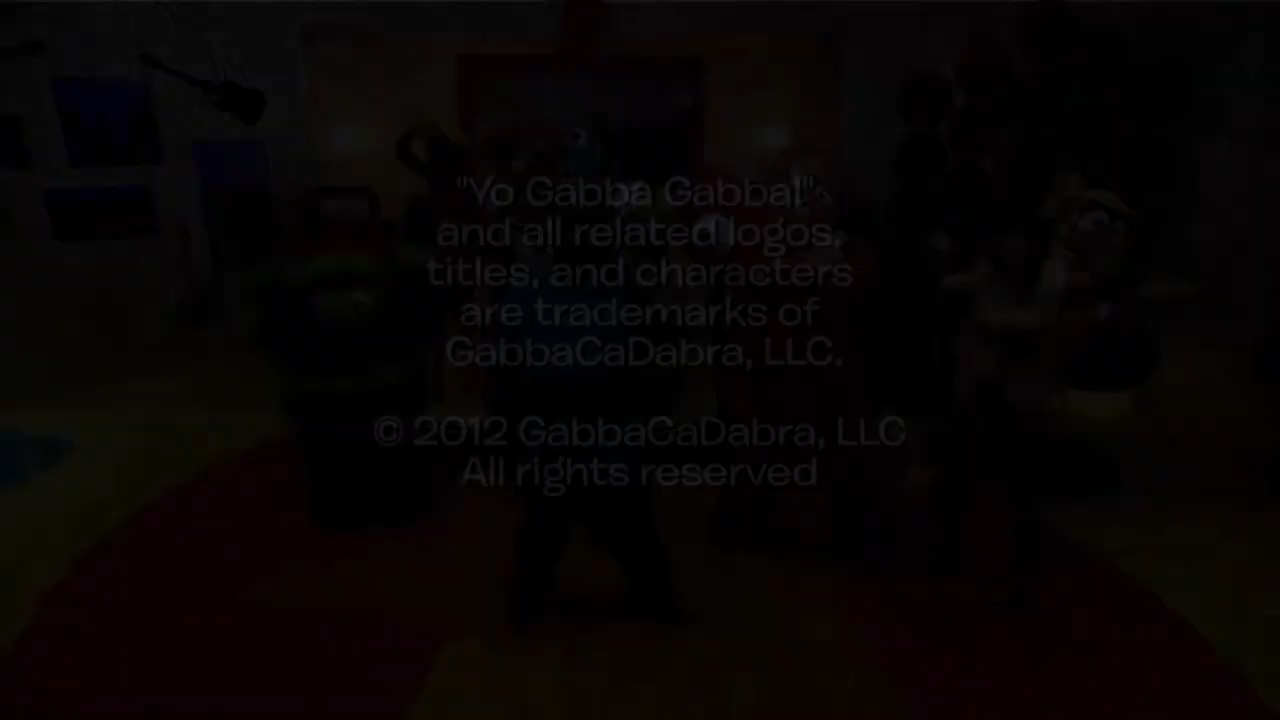 "Yo Gabba Gabba!"
and all related logos,
titles, and characters
are trademarks of
GabbaCaDabra, LLC.
© 2012 GabbaCaDabra, LLC
All rights reserved